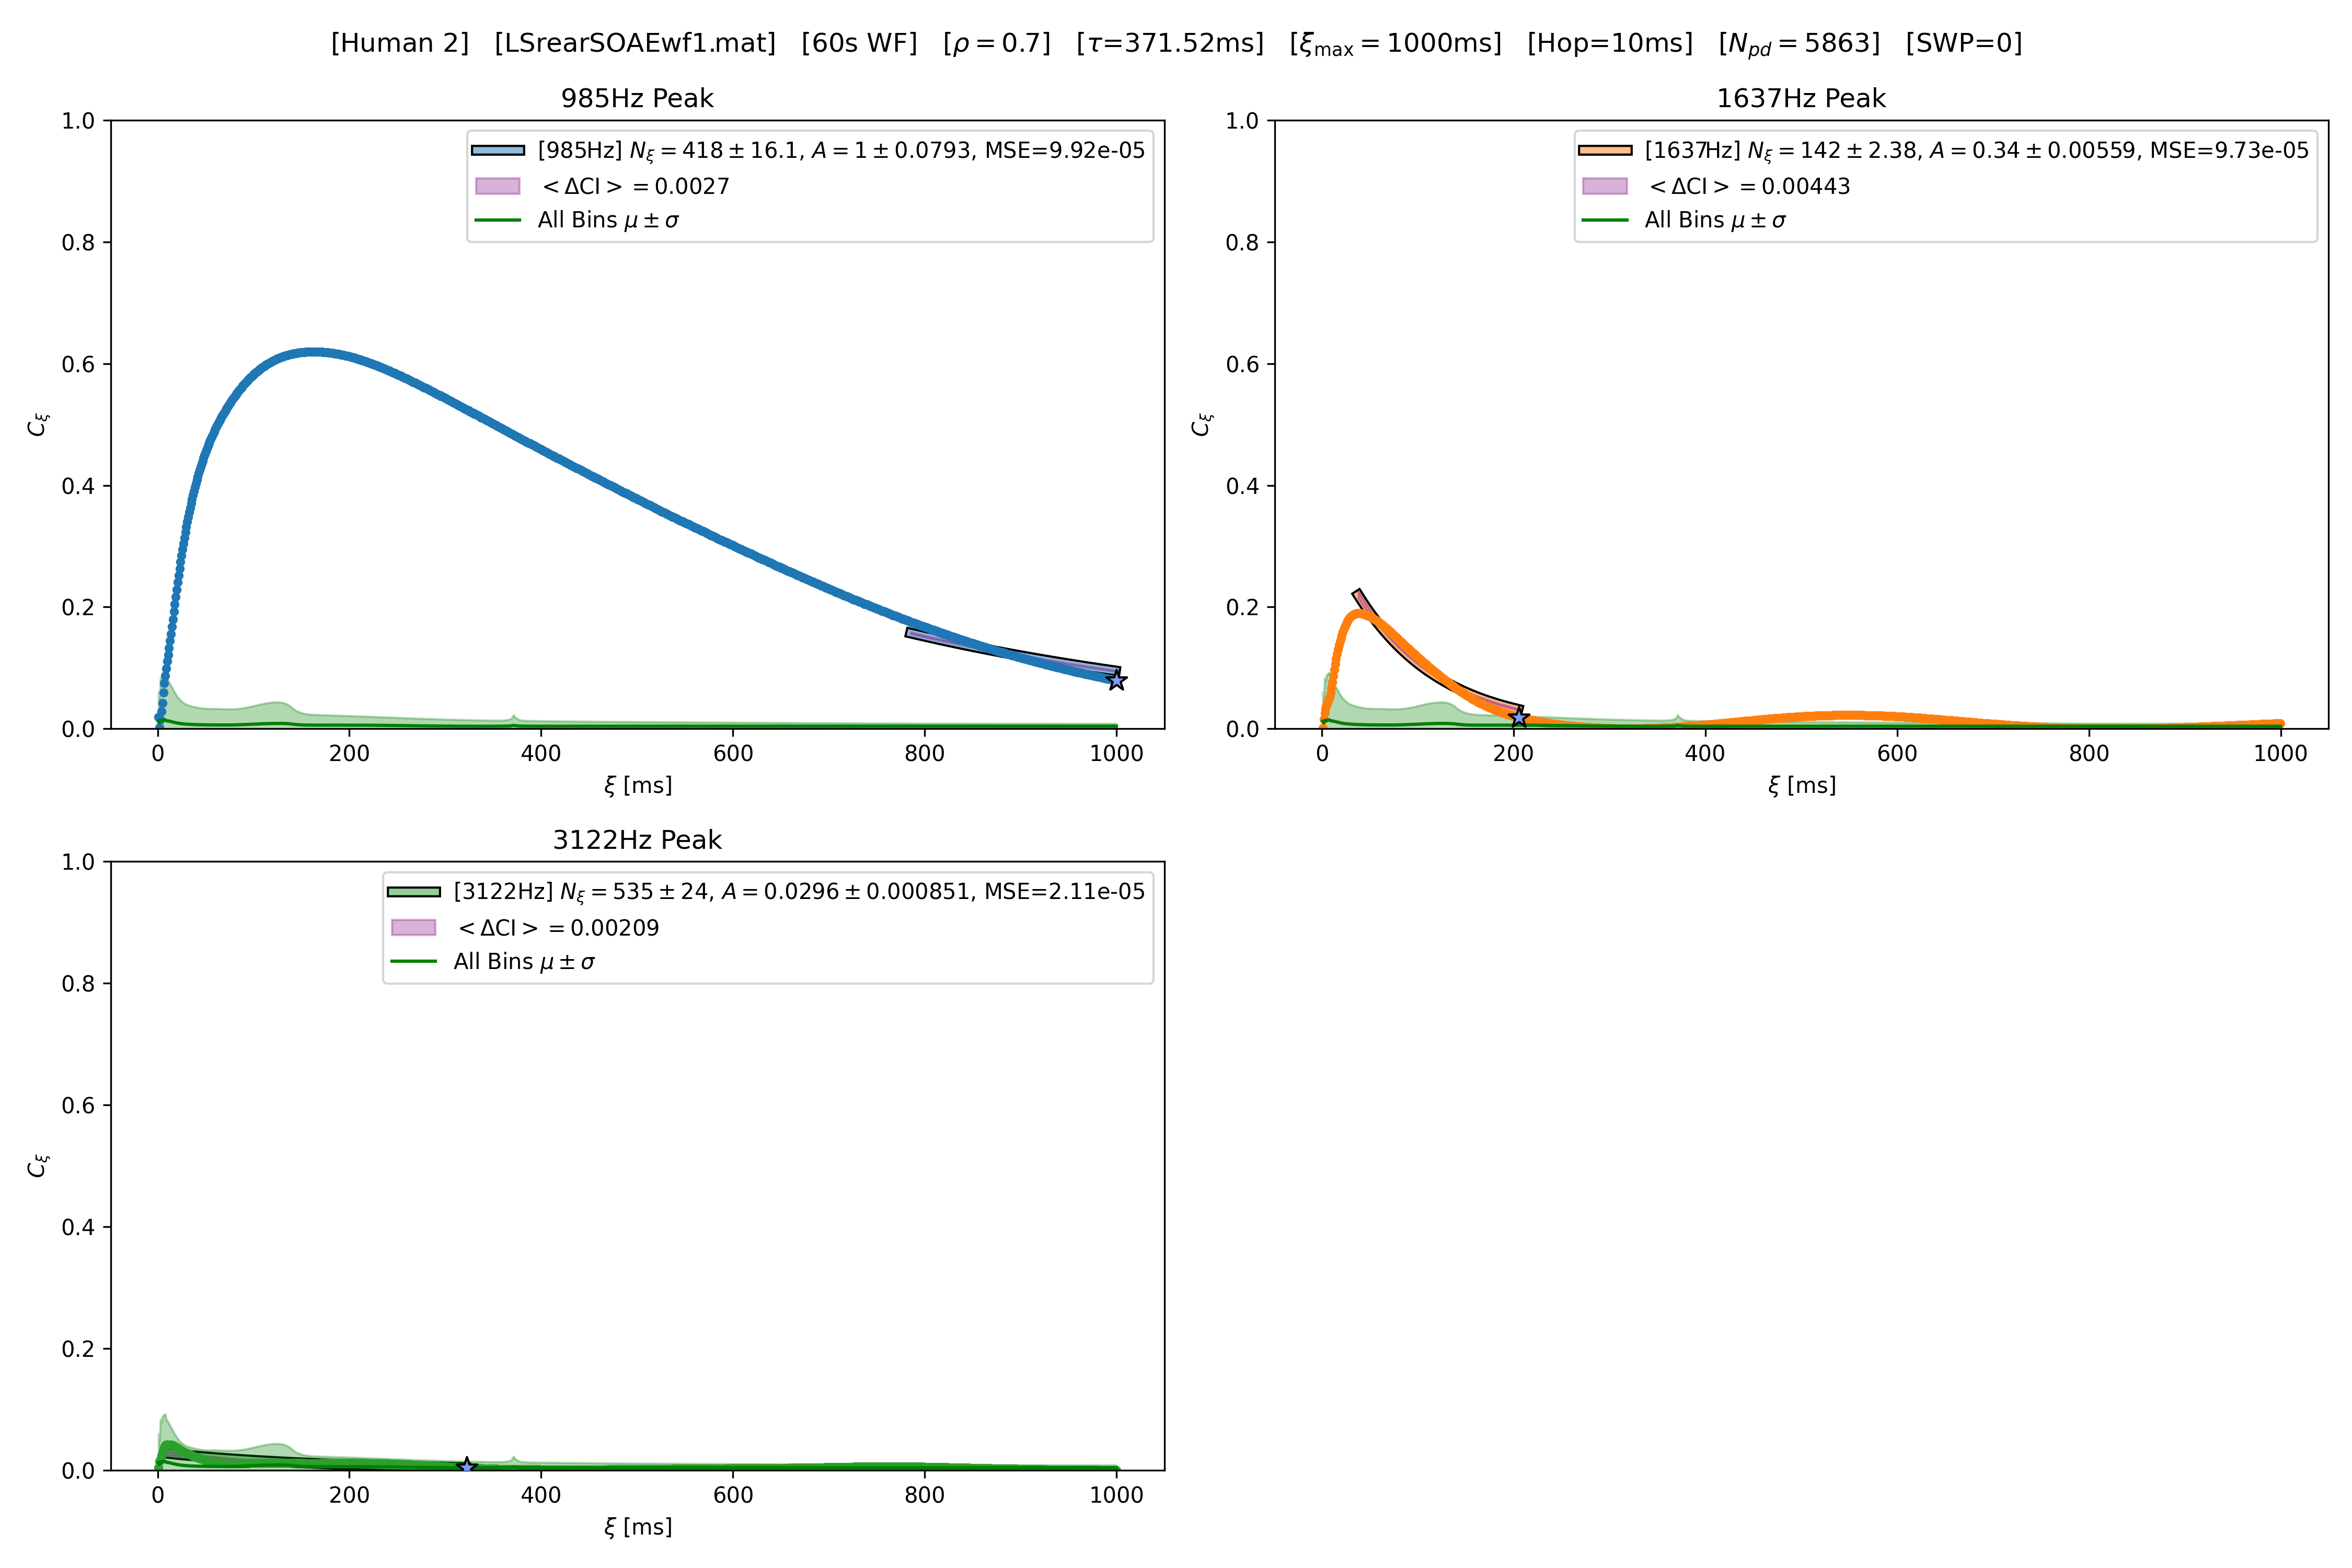 [Human 2] [LSrearSOAEwf1.mat] [60s WF] [ρ = 0.7] [τ=371.52ms] [ξmax = 1000ms] [Hop=10ms] [Npd = 5863] [SWP=0]
985Hz Peak
1.0
0.8
0.6
0.4
0.2
0.0
Cξ
[985Hz] Nξ = 418 ± 16.1, A = 1 ± 0.0793, MSE=9.92e-05
< ΔCI > = 0.0027
All Bins μ ± σ
0 200 400 600 800 1000
ξ [ms]
1637Hz Peak
1.0
0.8
0.6
0.4
0.2
0.0
Cξ
[1637Hz] Nξ = 142 ± 2.38, A = 0.34 ± 0.00559, MSE=9.73e-05
< ΔCI > = 0.00443
All Bins μ ± σ
0 200 400 600 800 1000
ξ [ms]
3122Hz Peak
1.0
0.8
0.6
0.4
0.2
0.0
Cξ
[3122Hz] Nξ = 535 ± 24, A = 0.0296 ± 0.000851, MSE=2.11e-05
< ΔCI > = 0.00209
All Bins μ ± σ
0 200 400 600 800 1000
ξ [ms]